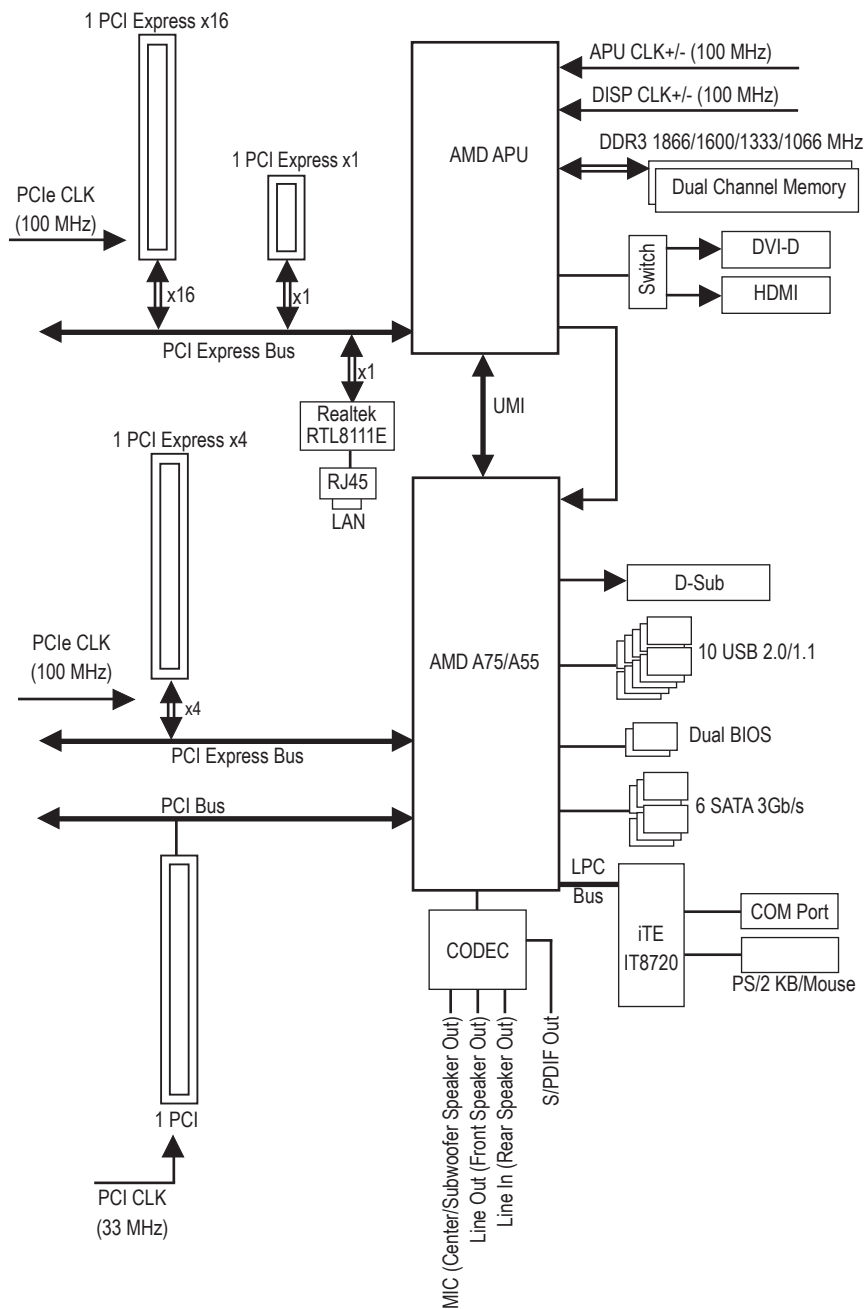 1 PCI Express x16
APU CLK+/- (100 MHz)
DISP CLK+/- (100 MHz)
AMD APU
DDR3 1866/1600/1333/1066 MHz
1 PCI Express x1
Dual Channel Memory
PCIe CLK
(100 MHz)
Switch
DVI-D
HDMI
x16
x1
PCI Express Bus
x1
UMI
Realtek
RTL8111E
1 PCI Express x4
RJ45
LAN
D-Sub
PCIe CLK
(100 MHz)
AMD A75/A55
10 USB 2.0/1.1
x4
Dual BIOS
PCI Express Bus
PCI Bus
6 SATA 3Gb/s
LPC
Bus
CODEC
iTE
IT8720
COM Port
PS/2 KB/Mouse
MIC (Center/Subwoofer Speaker Out)
Line Out (Front Speaker Out)
Line In (Rear Speaker Out)
S/PDIF Out
1 PCI
PCI CLK
(33 MHz)